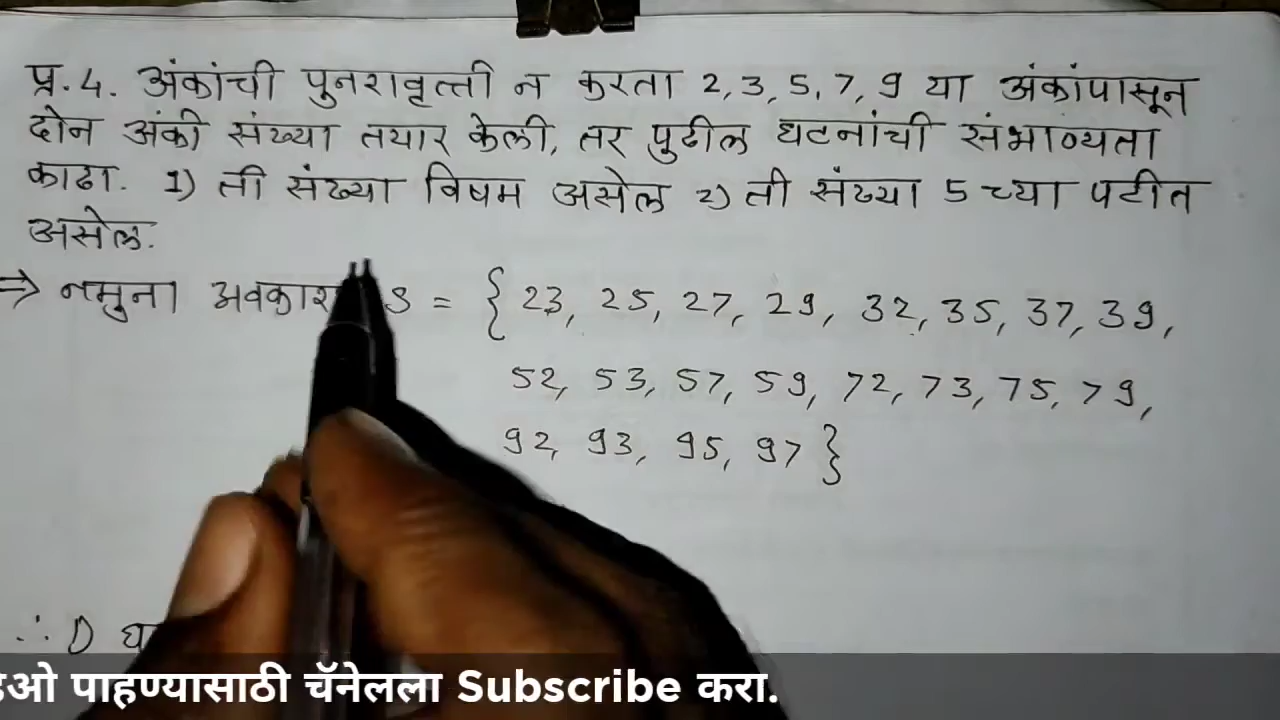 प्र.4. अंकांची पुनरावृत्ती न करता 2, 3, 5, 7, 9 या अंकांपासून
दोन अंकी संख्या तयार केली, तर पुढील घटनांची संभाव्यता
काढा. 1) ती संख्या विषम असेल 2) ती संख्या 5 च्या पटीत
असेल.
⇒ नमुना अवकाश S = { 23, 25, 27, 29, 32, 35, 37, 39,
52, 53, 57, 59, 72, 73, 75, 79,
92, 93, 95, 97 }
∴ 1)
पाहण्यासाठी चॅनेलला Subscribe करा.